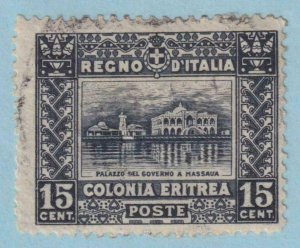 REGNO D'ITALIA
PALAZZO DEL GOVERNO A MASSAUA
15 COLONIA ERITREA 15
CENT. POSTE CENT.